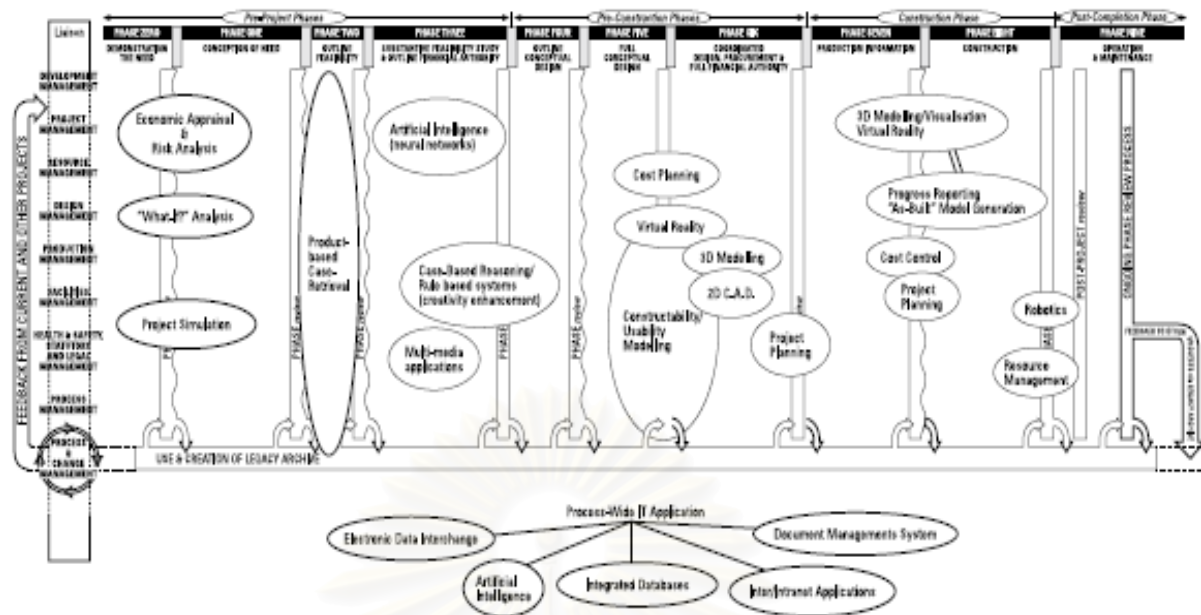 Pre-Project Phases
Pre-Construction Phases
Construction Phase
Post-Completion Phase
PHASE ZERO
PHASE ONE
PHASE TWO
PHASE THREE
PHASE FOUR
PHASE FIVE
PHASE SIX
PHASE SEVEN
PHASE EIGHT
PHASE NINE
DEMONSTRATING
THE NEED
CONCEPTION OF NEED
OUTLINE
FEASIBILITY
SUBSTANTIVE FEASIBILITY STUDY
& OUTLINE FINANCIAL AUTHORITY
OUTLINE
CONCEPTUAL
DESIGN
FULL
CONCEPTUAL
DESIGN
COORDINATED
DESIGN, PROCUREMENT &
FULL FINANCIAL AUTHORITY
PRODUCTION INFORMATION
CONSTRUCTION
OPERATION
& MAINTENANCE
DEVELOPMENT
MANAGEMENT
PROJECT
MANAGEMENT
RESOURCE
MANAGEMENT
DESIGN
MANAGEMENT
PRODUCTION
MANAGEMENT
FACILITIES
MANAGEMENT
HEALTH & SAFETY,
STATUTORY
AND LEGAL
MANAGEMENT
PROCESS
MANAGEMENT
PROCESS
&
CHANGE
MANAGEMENT
FEEDBACK FROM CURRENT AND OTHER PROJECTS
Economic Appraisal
&
Risk Analysis
"What-If?" Analysis
Project Simulation
Product-
based
Case-
Retrieval
Artificial Intelligence
(neural networks)
Case-Based Reasoning/
Rule based systems
(creativity enhancement)
Multi-media
applications
Cost Planning
Virtual Reality
3D Modelling
2D C.A.D.
Constructability/
Usability
Modelling
Project
Planning
3D Modelling/Visualisation
Virtual Reality
Progress Reporting
"As-Built" Model Generation
Cost Control
Project
Planning
Robotics
Resource
Management
PHASE review
PHASE review
PHASE
PHASE review
POST-PROJECT review
ONGOING PHASE REVIEW PROCESS
USE & CREATION OF LEGACY ARCHIVE
Process-Wide IT Application
Electronic Data Interchange
Document Managements System
Artificial
Intelligence
Integrated Databases
Inter/Intranet Applications